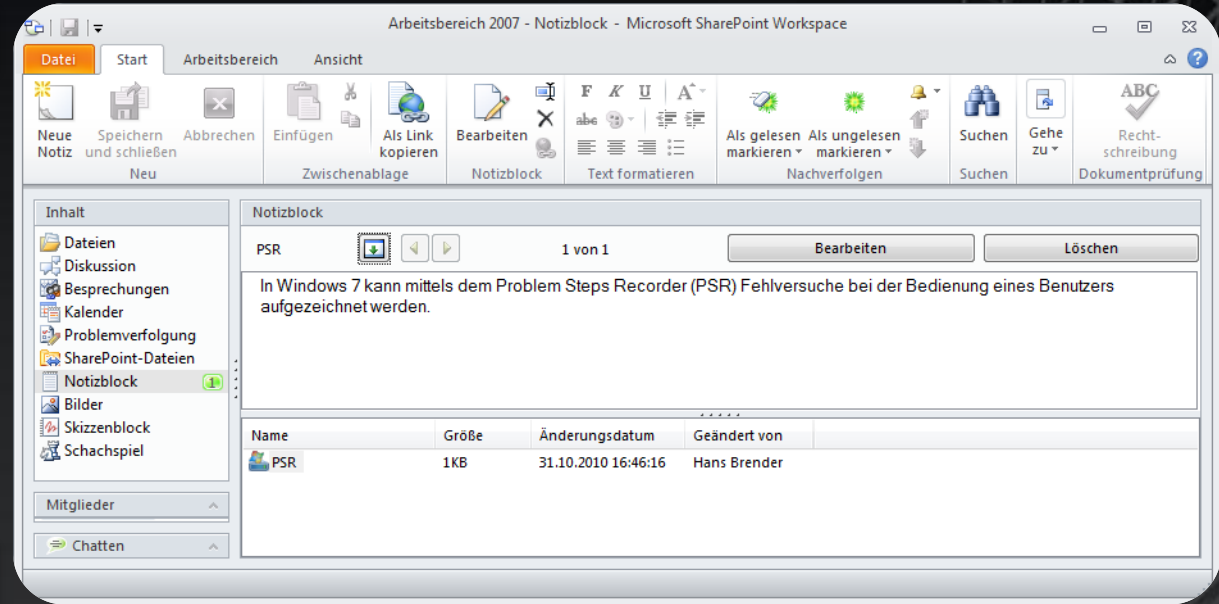 Arbeitsbereich 2007 - Notizblock - Microsoft SharePoint Workspace
Datei Start Arbeitsbereich Ansicht
Neue Notiz
Speichern und schließen
Abbrechen
Neu
Einfügen
Als Link kopieren
Zwischenablage
Bearbeiten
Notizblock
F K U A
abc
Text formatieren
Als gelesen markieren
Als ungelesen markieren
Nachverfolgen
Suchen
Suchen
Gehe zu
ABC
Recht-
schreibung
Dokumentprüfung
Inhalt
Dateien
Diskussion
Besprechungen
Kalender
Problemverfolgung
SharePoint-Dateien
Notizblock 1
Bilder
Skizzenblock
Schachspiel
Mitglieder
Chatten
Notizblock
PSR 1 von 1 Bearbeiten Löschen
In Windows 7 kann mittels dem Problem Steps Recorder (PSR) Fehlversuche bei der Bedienung eines Benutzers
aufgezeichnet werden.
Name Größe Änderungsdatum Geändert von
PSR 1KB 31.10.2010 16:46:16 Hans Brender